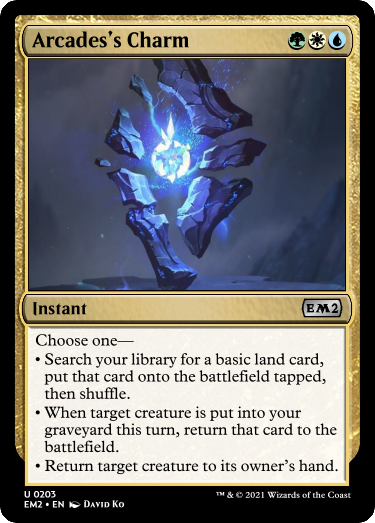 Arcades's Charm
Instant
EM2
Choose one—
• Search your library for a basic land card,
put that card onto the battlefield tapped,
then shuffle.
• When target creature is put into your
graveyard this turn, return that card to the
battlefield.
• Return target creature to its owner's hand.
U 0203
EM2 • EN David Ko
™ & © 2021 Wizards of the Coast